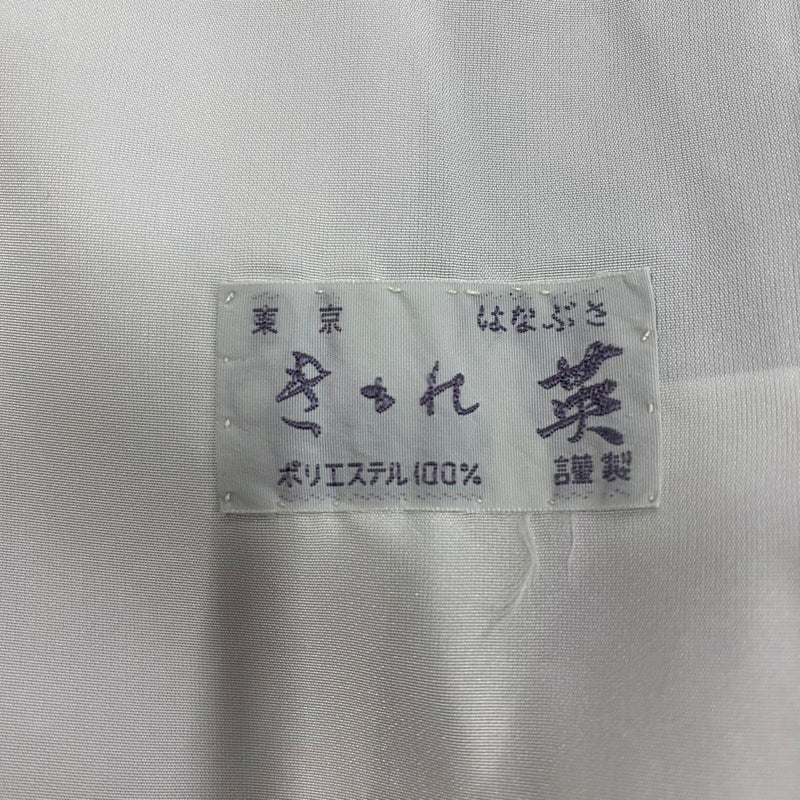 東京 はなぶさ
きもれ 英
ポリエステル100% 謹製